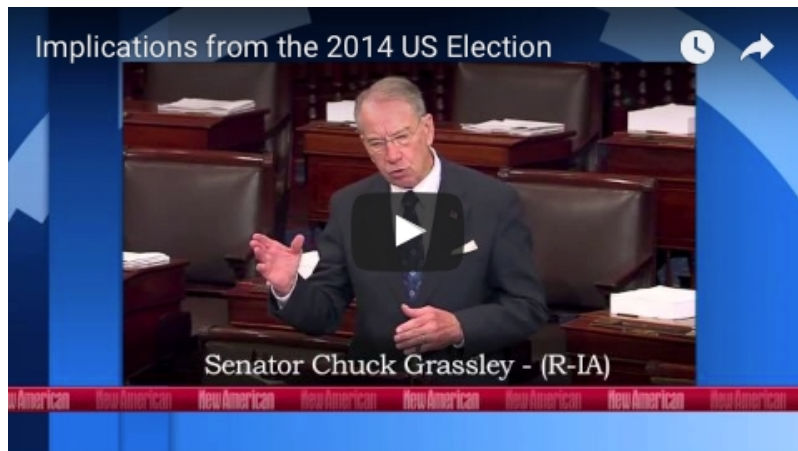 Implications from the 2014 US Election
Senator Chuck Grassley - (R-IA)
w American New American New American New American New American New American New American New American